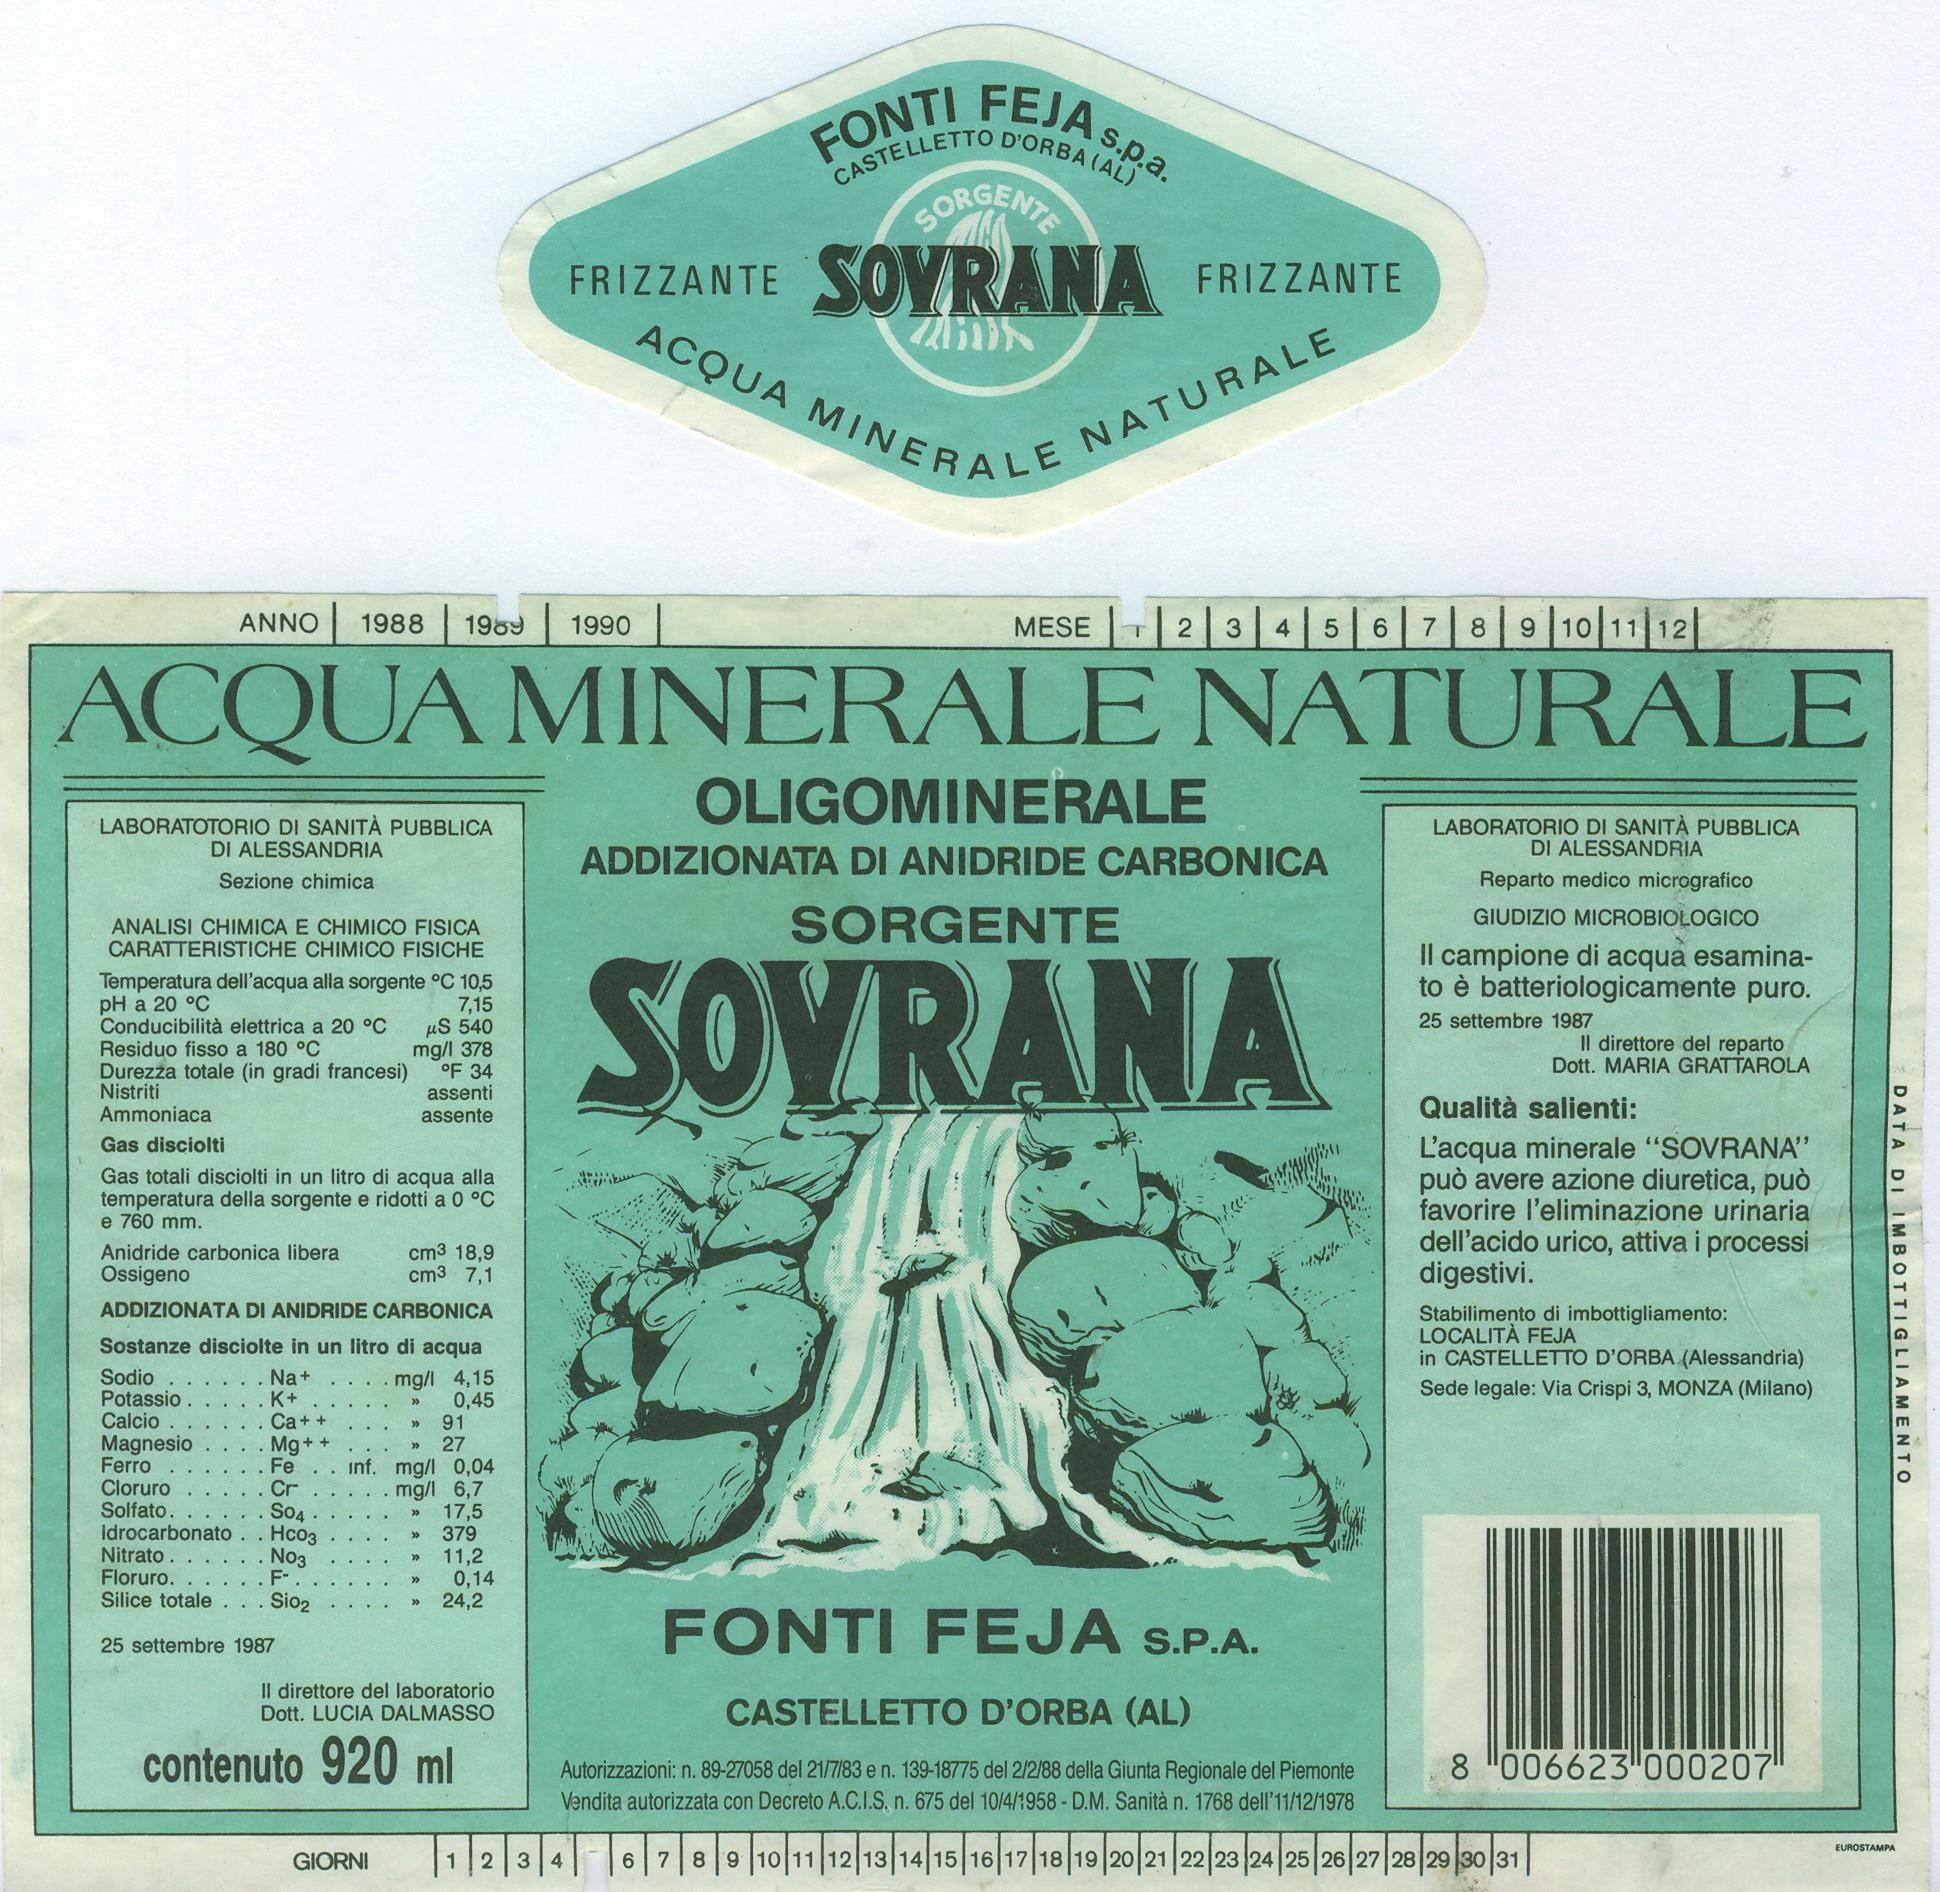 FONTI FEJA s.p.a.
CASTELLETTO D'ORBA (AL)
SORGENTE
FRIZZANTE SOVRANA FRIZZANTE
ACQUA MINERALE NATURALE
ANNO 1988 1989 1990 MESE 1 2 3 4 5 6 7 8 9 10 11 12
ACQUA MINERALE NATURALE
LABORATOTORIO DI SANITÀ PUBBLICA
DI ALESSANDRIA
Sezione chimica
ANALISI CHIMICA E CHIMICO FISICA
CARATTERISTICHE CHIMICO FISICHE
Temperatura dell'acqua alla sorgente °C 10,5
pH a 20 °C 7,15
Conducibilità elettrica a 20 °C µS 540
Residuo fisso a 180 °C mg/l 378
Durezza totale (in gradi francesi) °F 34
Nistriti assenti
Ammoniaca assente
Gas disciolti
Gas totali disciolti in un litro di acqua alla
temperatura della sorgente e ridotti a 0 °C
e 760 mm.
Anidride carbonica libera cm3 18,9
Ossigeno cm3 7,1
ADDIZIONATA DI ANIDRIDE CARBONICA
Sostanze disciolte in un litro di acqua
Sodio . . . . . . Na+ . . . . mg/l 4,15
Potassio . . . . . K+ . . . . . » 0,45
Calcio . . . . . . Ca++ . . . . » 91
Magnesio . . . . Mg++ . . . » 27
Ferro . . . . . . Fe . . inf. mg/l 0,04
Cloruro . . . . . Cr- . . . . . mg/l 6,7
Solfato. . . . . . So4 . . . . . » 17,5
Idrocarbonato . . Hco3 . . . . » 379
Nitrato . . . . . . No3 . . . . » 11,2
Floruro. . . . . . F- . . . . . . » 0,14
Silice totale . . . Sio2 . . . . » 24,2
25 settembre 1987
Il direttore del laboratorio
Dott. LUCIA DALMASSO
contenuto 920 ml
OLIGOMINERALE
ADDIZIONATA DI ANIDRIDE CARBONICA
SORGENTE
SOVRANA
FONTI FEJA S.P.A.
CASTELLETTO D'ORBA (AL)
Autorizzazioni: n. 89-27058 del 21/7/83 e n. 139-18775 del 2/2/88 della Giunta Regionale del Piemonte
Vendita autorizzata con Decreto A.C.I.S. n. 675 del 10/4/1958 - D.M. Sanità n. 1768 dell'11/12/1978
LABORATORIO DI SANITÀ PUBBLICA
DI ALESSANDRIA
Reparto medico micrografico
GIUDIZIO MICROBIOLOGICO
Il campione di acqua esamina-
to è batteriologicamente puro.
25 settembre 1987
Il direttore del reparto
Dott. MARIA GRATTAROLA
Qualità salienti:
L'acqua minerale "SOVRANA"
può avere azione diuretica, può
favorire l'eliminazione urinaria
dell'acido urico, attiva i processi
digestivi.
Stabilimento di imbottigliamento:
LOCALITÀ FEJA
in CASTELLETTO D'ORBA (Alessandria)
Sede legale: Via Crispi 3, MONZA (Milano)
8 006623 000207
DATA DI IMBOTTIGLIAMENTO
EUROSTAMPA
GIORNI 1 2 3 4 6 7 8 9 10 11 12 13 14 15 16 17 18 19 20 21 22 23 24 25 26 27 28 29 30 31